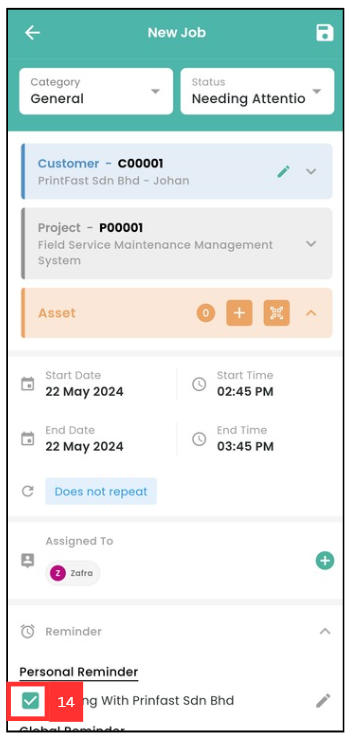 New Job
Category
General
Status
Needing Attentio
Customer - C00001
PrintFast Sdn Bhd - Johan
Project - P00001
Field Service Maintenance Management
System
Asset
0
Start Date
22 May 2024
Start Time
02:45 PM
End Date
22 May 2024
End Time
03:45 PM
Does not repeat
Assigned To
Z Zafra
Reminder
Personal Reminder
14 ng With Prinfast Sdn Bhd
Global Reminder